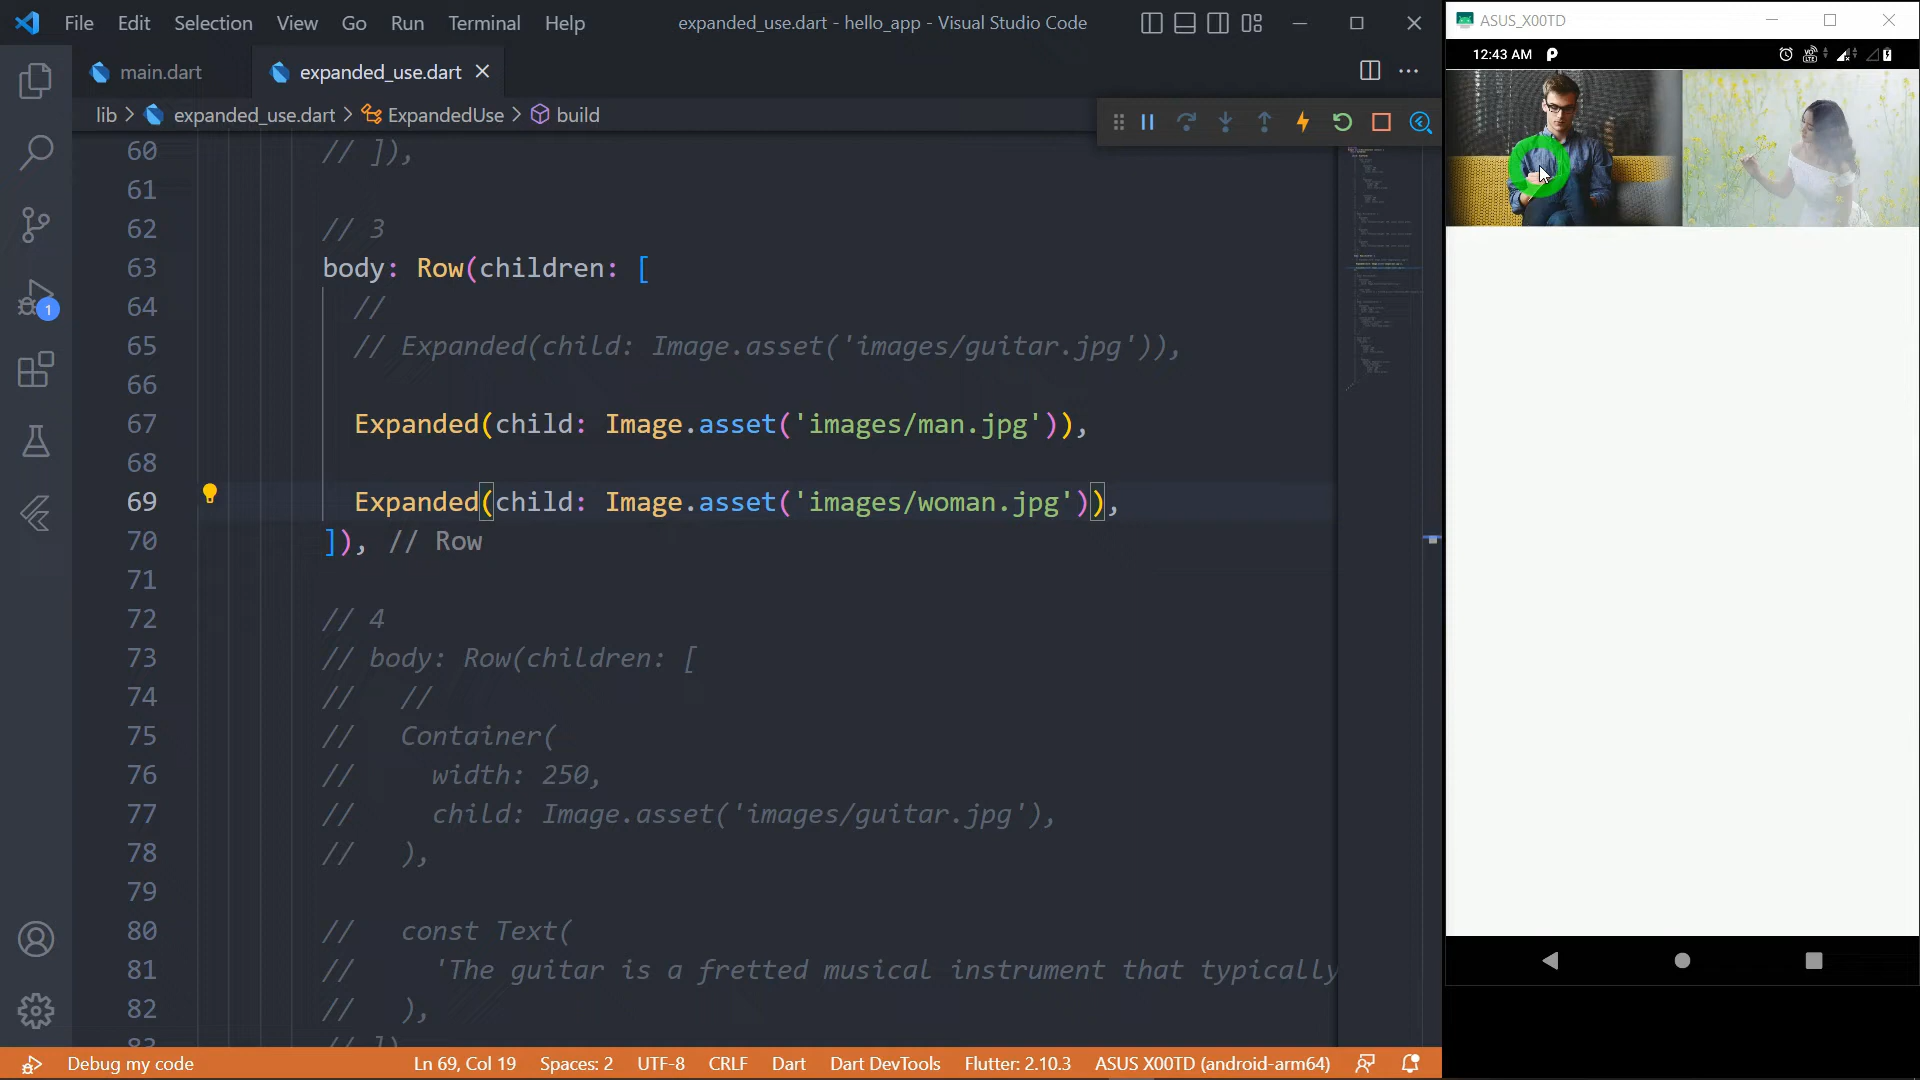 File Edit Selection View Go Run Terminal Help
expanded_use.dart - hello_app - Visual Studio Code
ASUS_X00TD
main.dart
expanded_use.dart
12:43 AM
lib > expanded_use.dart > ExpandedUse > build
60 // ]),
61
62 // 3
63 body: Row(children: [
64 //
65 // Expanded(child: Image.asset('images/guitar.jpg')),
66
67 Expanded(child: Image.asset('images/man.jpg')),
68
69 Expanded(child: Image.asset('images/woman.jpg')),
70 ]), // Row
71
72 // 4
73 // body: Row(children: [
74 // //
75 // Container(
76 // width: 250,
77 // child: Image.asset('images/guitar.jpg'),
78 // ),
79
80 // const Text(
81 // 'The guitar is a fretted musical instrument that typically
82 // ),
83 // ])
1
Debug my code
Ln 69, Col 19 Spaces: 2 UTF-8 CRLF Dart Dart DevTools Flutter: 2.10.3 ASUS X00TD (android-arm64)